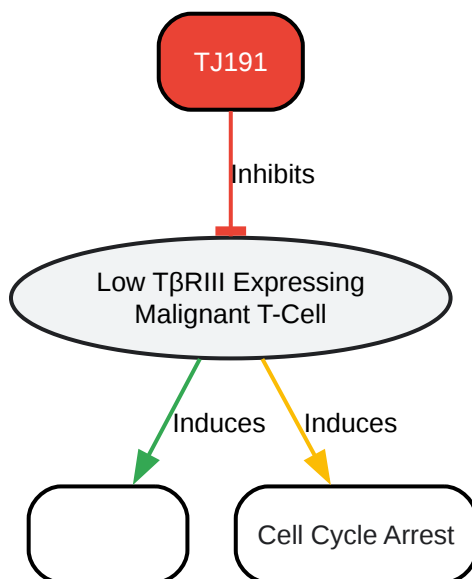 TJ191
Inhibits
Low TβRIII Expressing
Malignant T-Cell
Induces
Induces
Cell Cycle Arrest